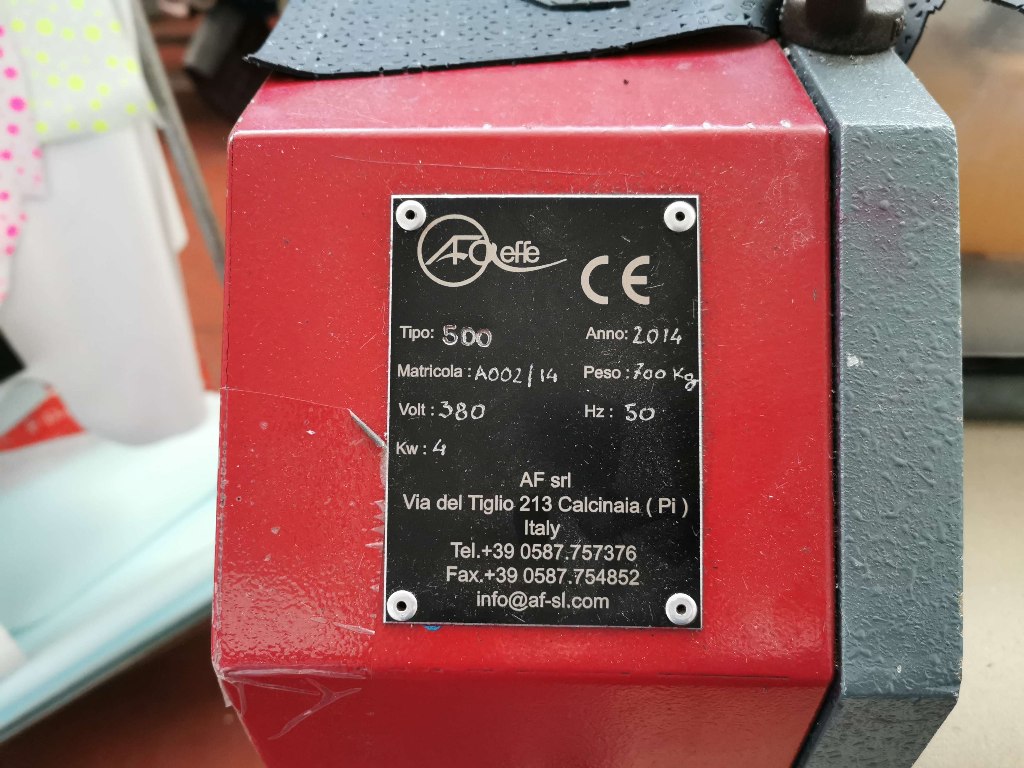 AF effe
CE
Tipo: 500 Anno: 2014
Matricola : A002/14 Peso : 700 Kg
Volt : 380 Hz : 50
Kw : 4
AF srl
Via del Tiglio 213 Calcinaia ( Pi )
Italy
Tel.+39 0587.757376
Fax.+39 0587.754852
info@af-sl.com